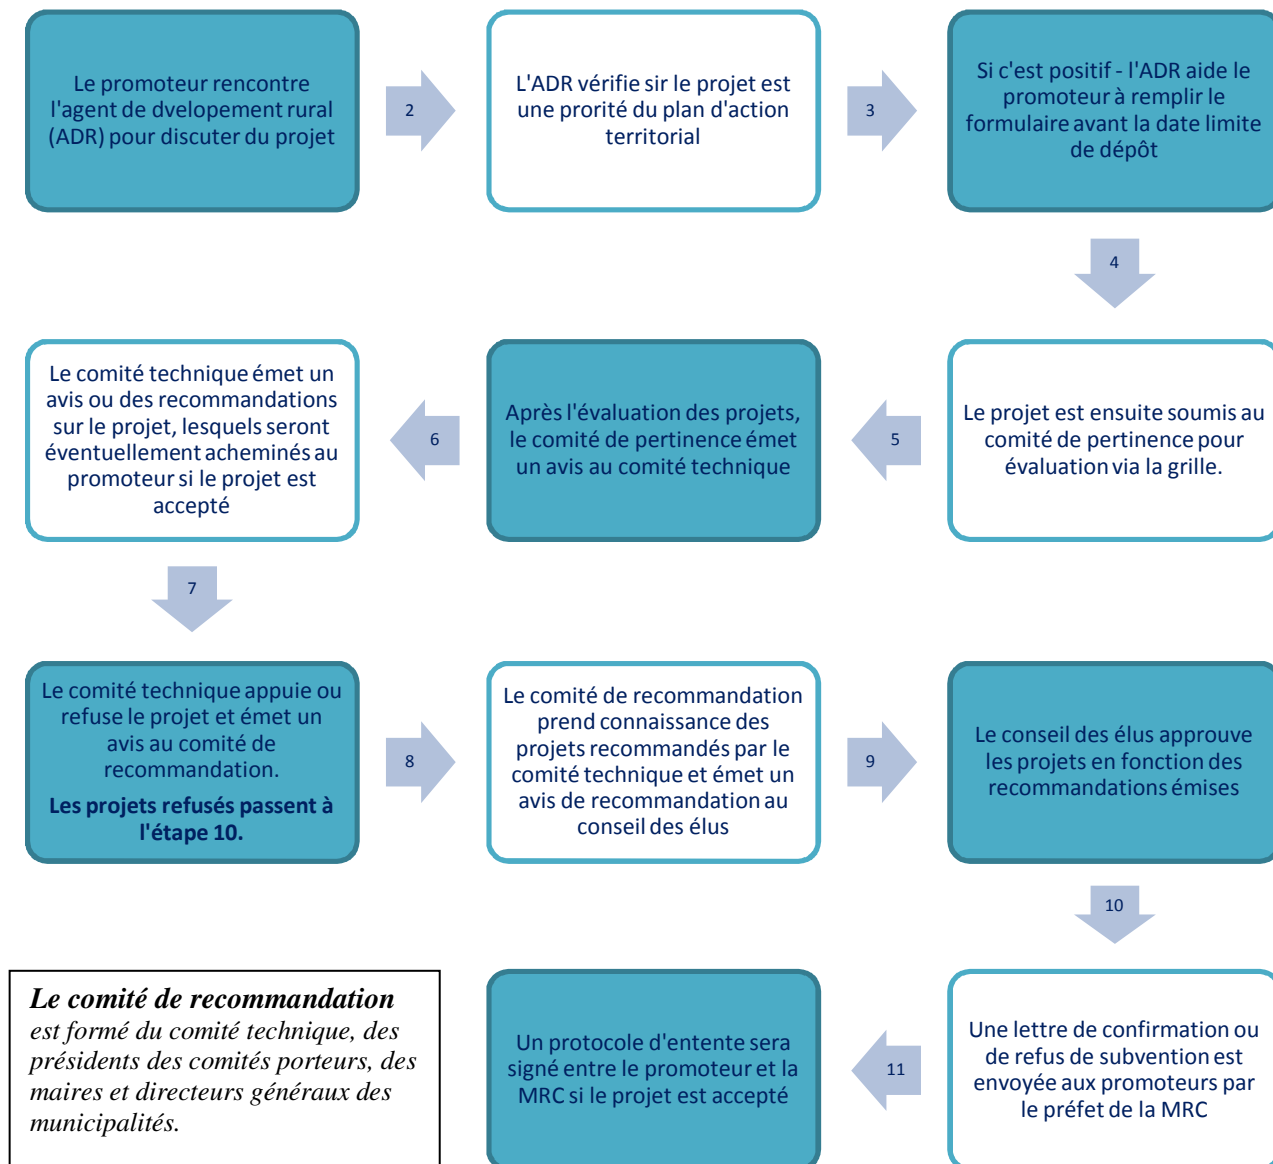 Le promoteur rencontre
l'agent de dvelopement rural
(ADR) pour discuter du projet
2
L'ADR vérifie sir le projet est
une prorité du plan d'action
territorial
3
Si c'est positif - l'ADR aide le
promoteur à remplir le
formulaire avant la date limite
de dépôt
4
Le projet est ensuite soumis au
comité de pertinence pour
évaluation via la grille.
5
Après l'évaluation des projets,
le comité de pertinence émet
un avis au comité technique
6
Le comité technique émet un
avis ou des recommandations
sur le projet, lesquels seront
éventuellement acheminés au
promoteur si le projet est
accepté
7
Le comité technique appuie ou
refuse le projet et émet un
avis au comité de
recommandation.
Les projets refusés passent à
l'étape 10.
8
Le comité de recommandation
prend connaissance des
projets recommandés par le
comité technique et émet un
avis de recommandation au
conseil des élus
9
Le conseil des élus approuve
les projets en fonction des
recommandations émises
10
Une lettre de confirmation ou
de refus de subvention est
envoyée aux promoteurs par
le préfet de la MRC
11
Un protocole d'entente sera
signé entre le promoteur et la
MRC si le projet est accepté
Le comité de recommandation
est formé du comité technique, des
présidents des comités porteurs, des
maires et directeurs généraux des
municipalités.